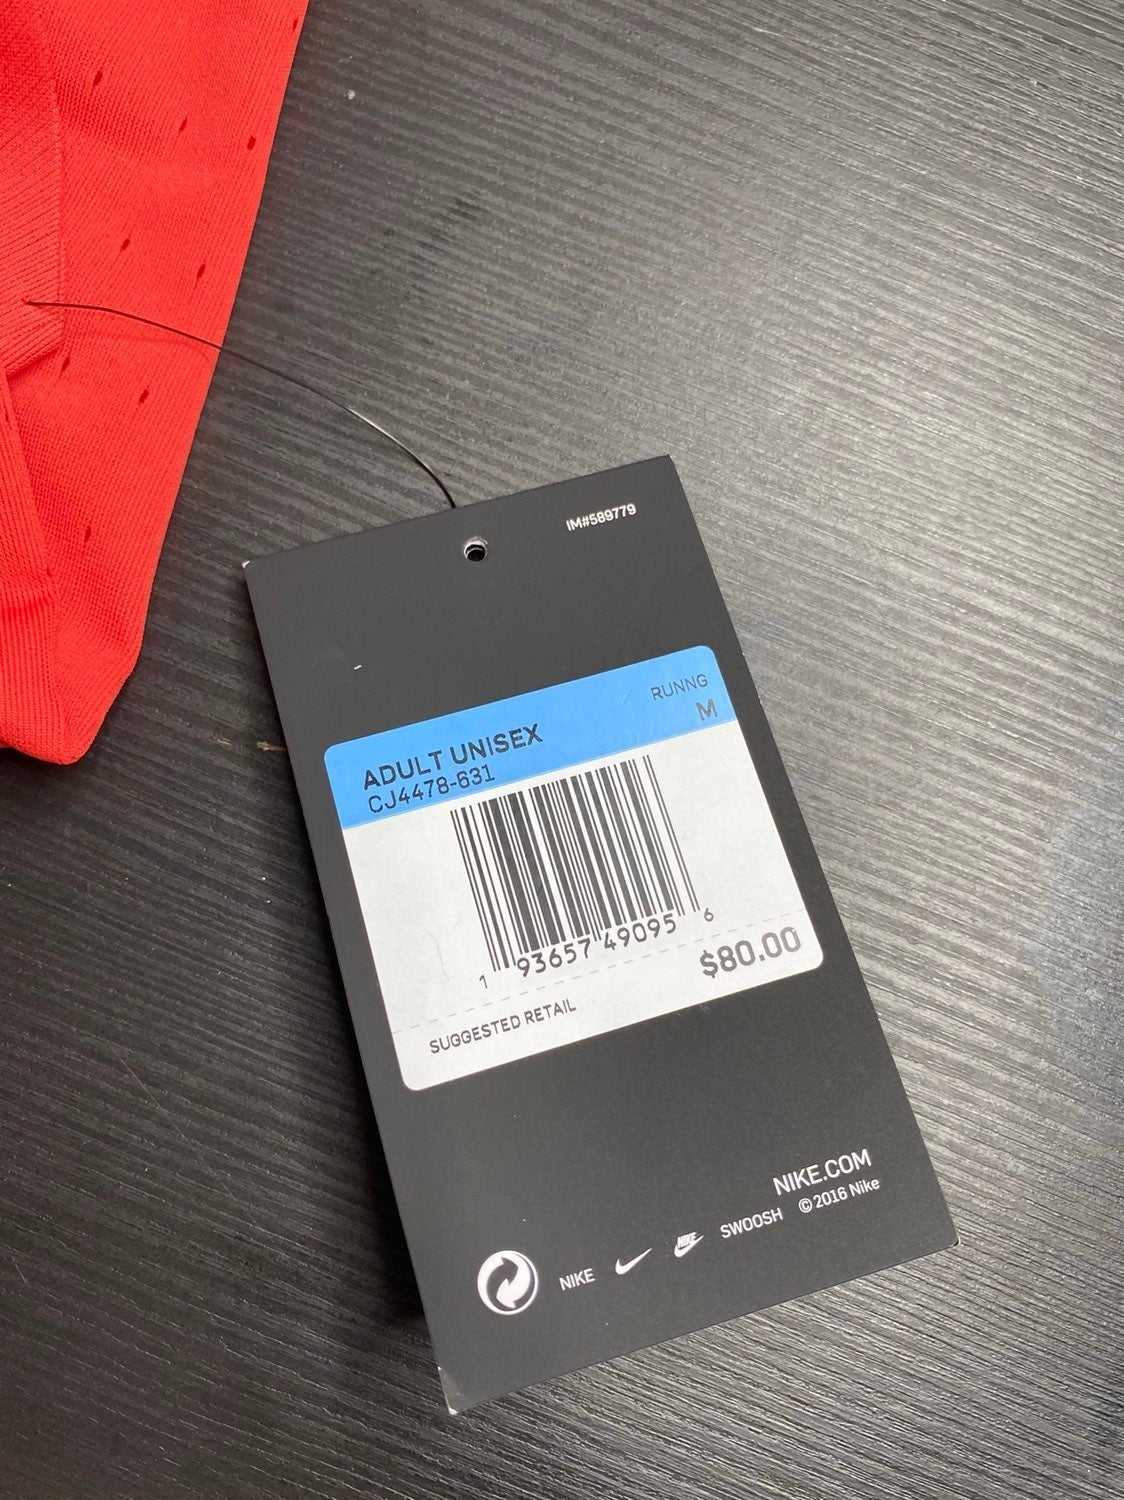 IM#589779
RUNNG
ADULT UNISEX M
CJ4478-631
1 93657 49095 6
SUGGESTED RETAIL $80.00
NIKE.COM
NIKE NIKE SWOOSH ©2016 Nike